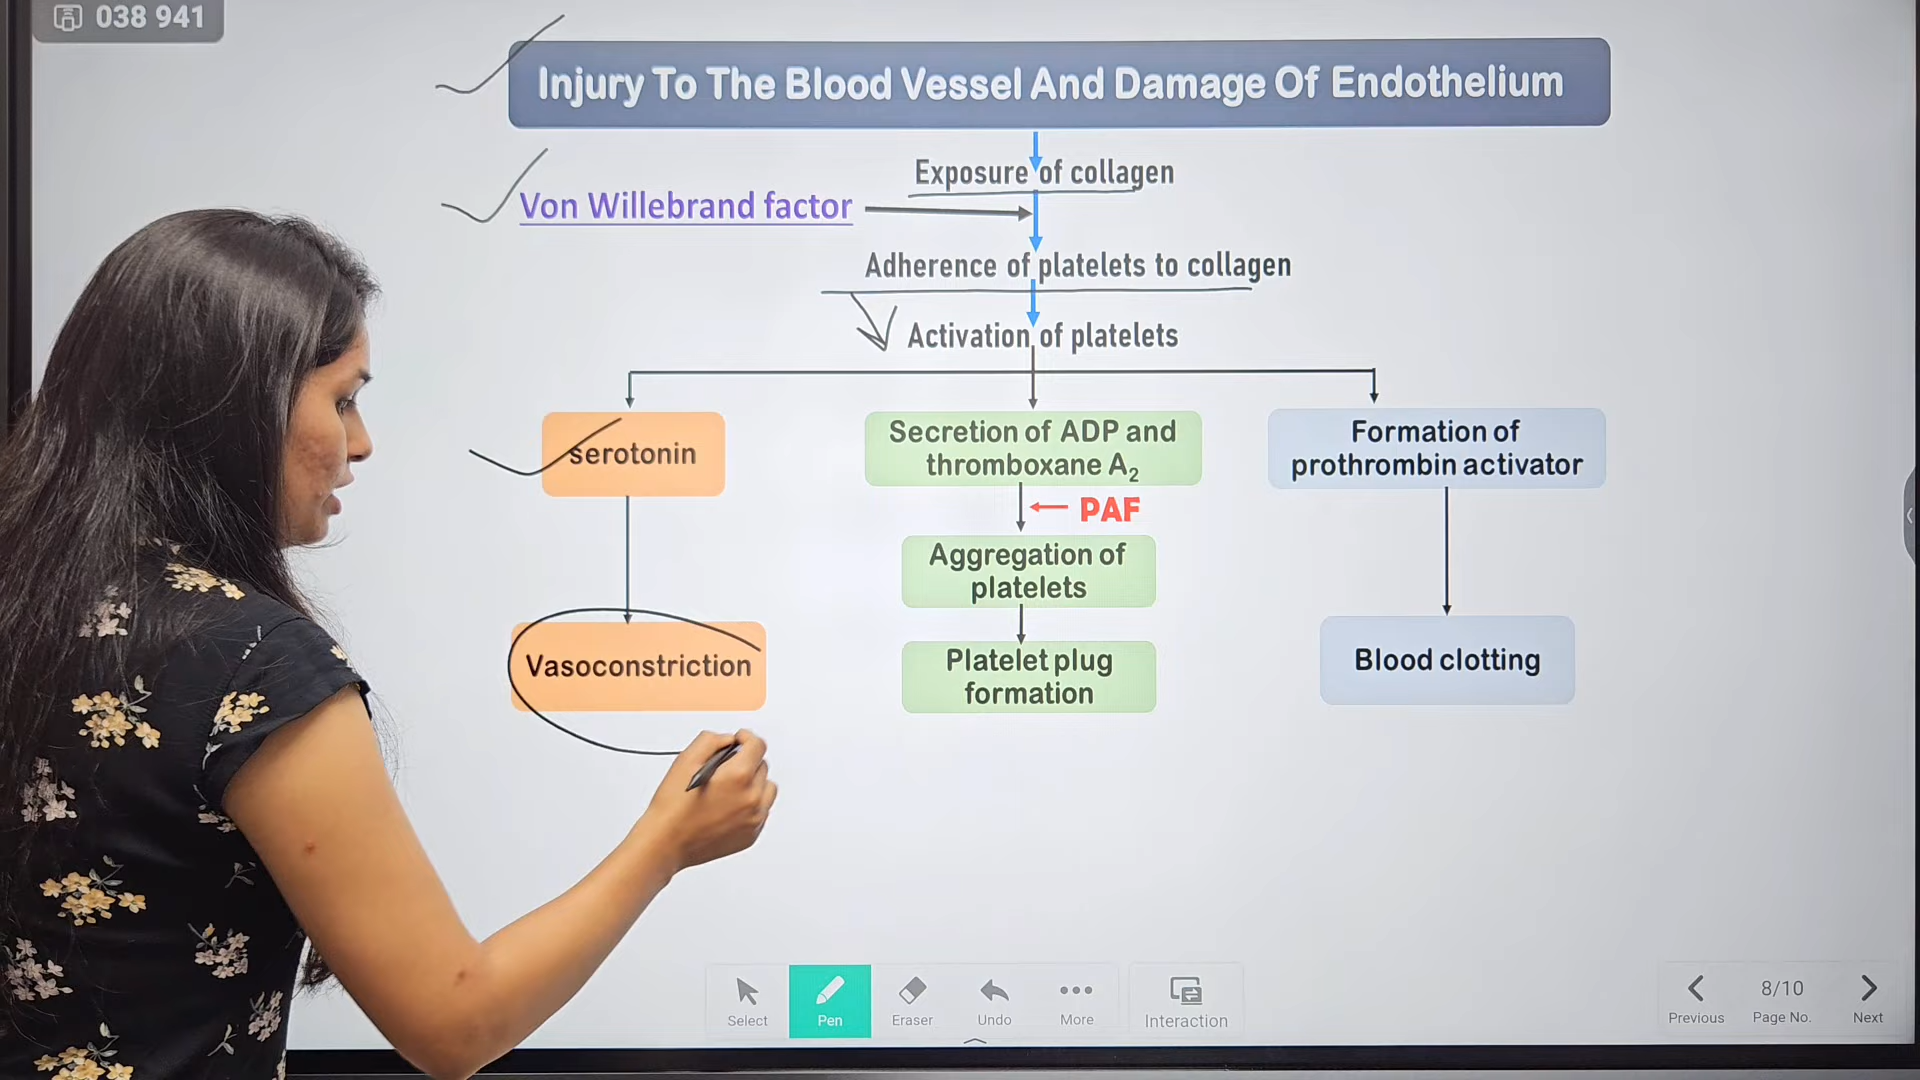 038 941
Injury To The Blood Vessel And Damage Of Endothelium
Exposure of collagen
Von Willebrand factor
Adherence of platelets to collagen
Activation of platelets
serotonin
Secretion of ADP and
thromboxane A₂
Formation of
prothrombin activator
PAF
Aggregation of
platelets
Vasoconstriction
Platelet plug
formation
Blood clotting
Select
Pen
Eraser
Undo
More
Interaction
Previous
8/10
Page No.
Next